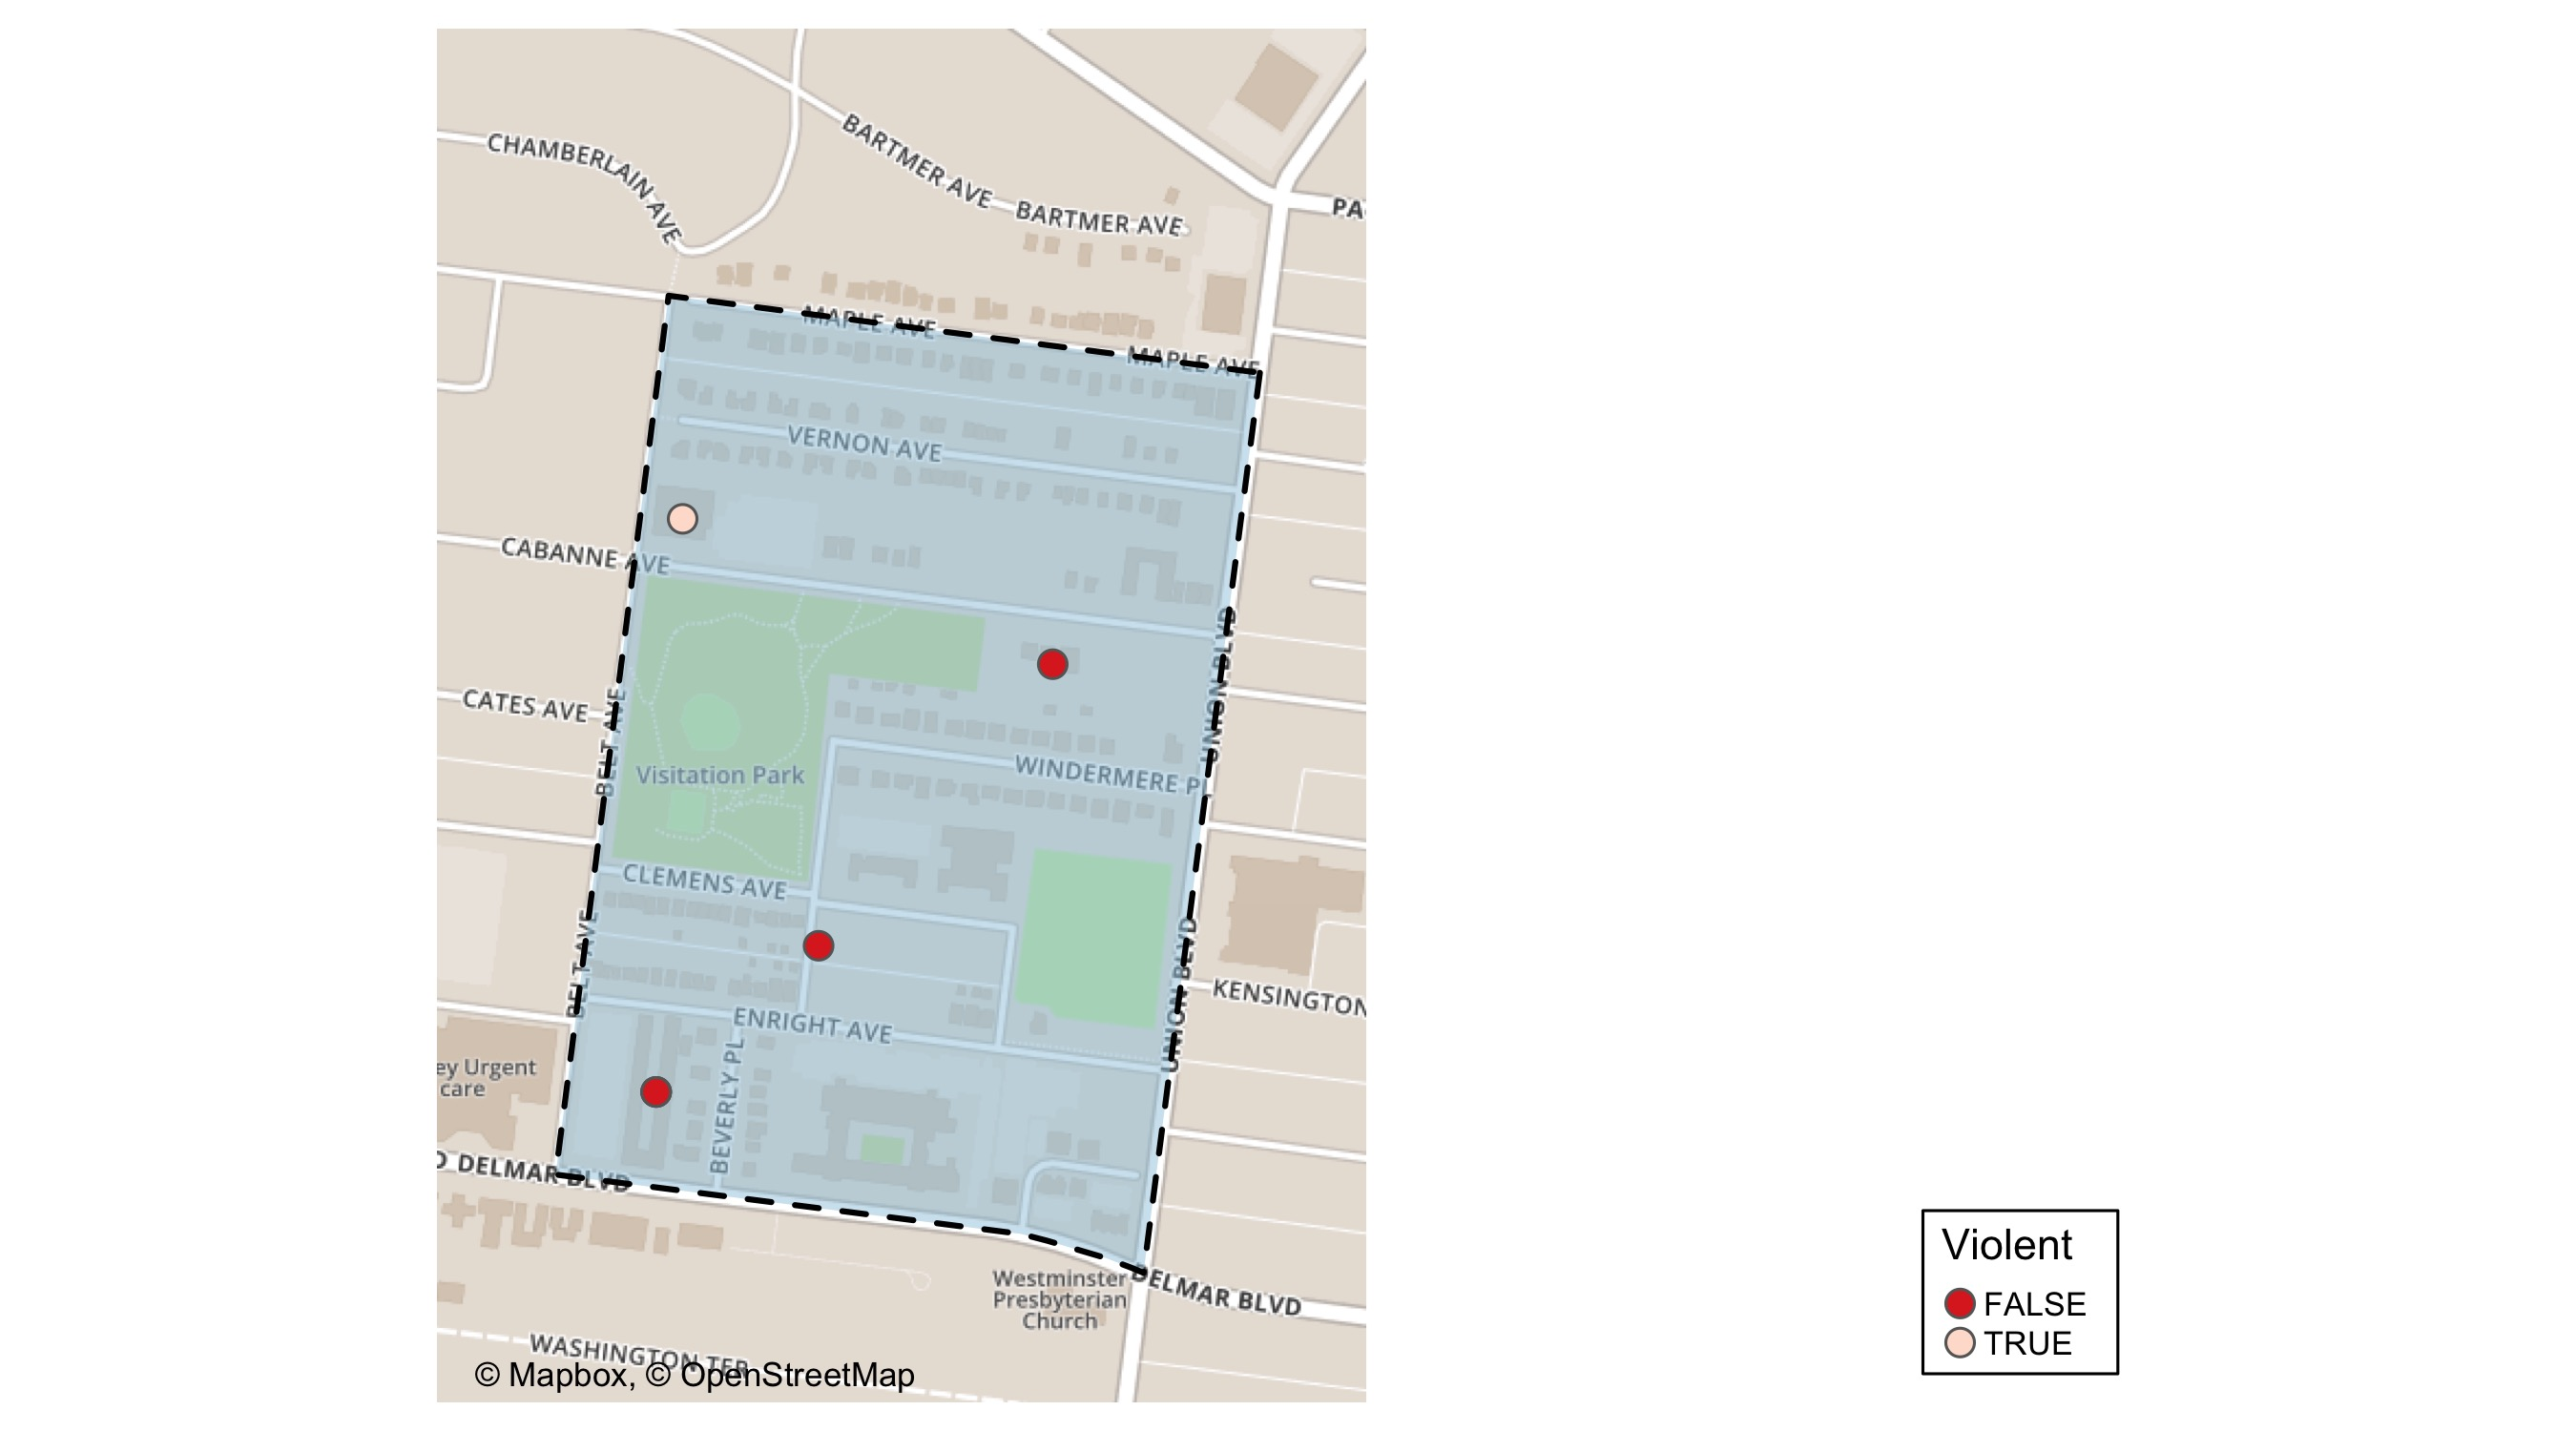 CHAMBERLAIN AVE
BARTMER AVE
BARTMER AVE
MAPLE AVE
MAPLE AVE
VERNON AVE
CABANNE AVE
CATES AVE
BELT AVE
UNION BLVD
Visitation Park
WINDERMERE
CLEMENS AVE
BELT AVE
UNION BLVD
KENSINGTON
ENRIGHT AVE
BEVERLY PL
ey Urgent
care
DELMAR BLVD
Westminster
Presbyterian
Church
DELMAR BLVD
WASHINGTON TER
© Mapbox, © OpenStreetMap
Violent
FALSE
TRUE